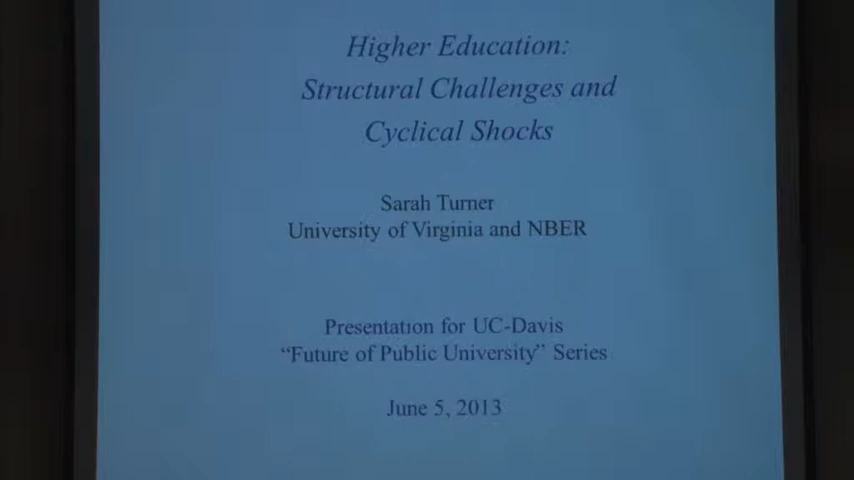 Higher Education:
Structural Challenges and
Cyclical Shocks
Sarah Turner
University of Virginia and NBER
Presentation for UC-Davis
“Future of Public University” Series
June 5, 2013